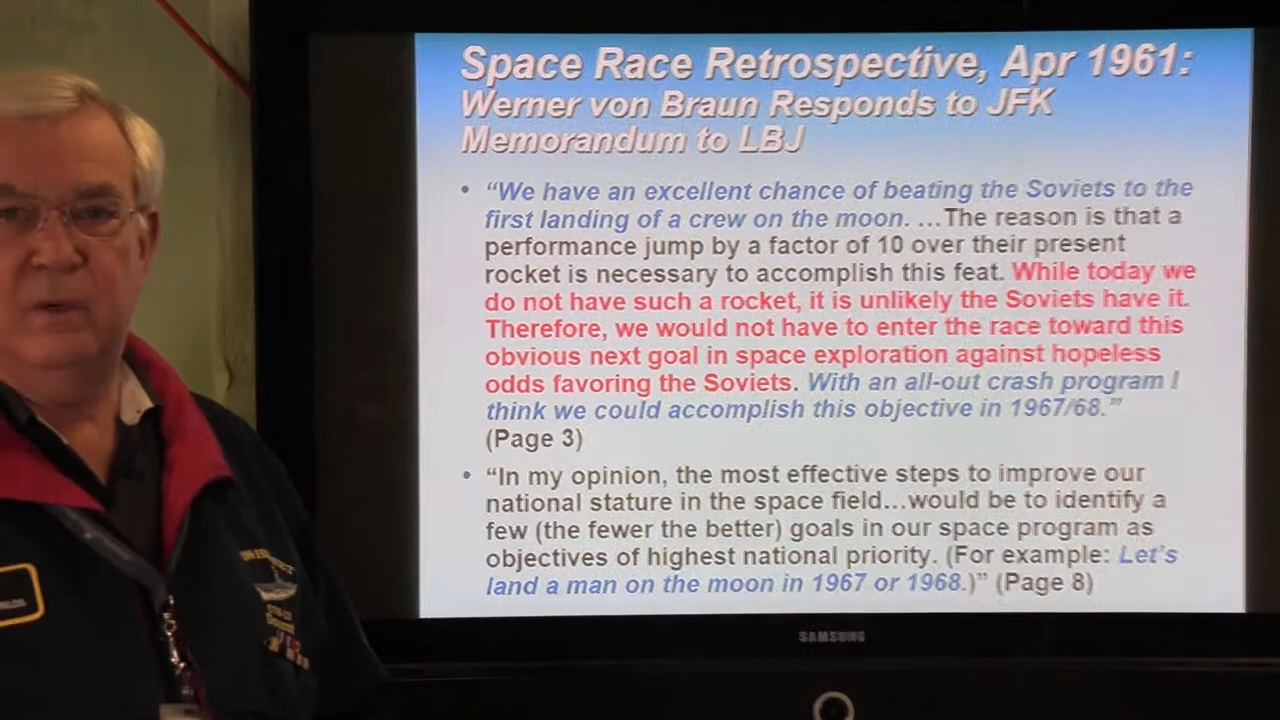 Space Race Retrospective, Apr 1961:
Werner von Braun Responds to JFK
Memorandum to LBJ
• “We have an excellent chance of beating the Soviets to the
first landing of a crew on the moon. …The reason is that a
performance jump by a factor of 10 over their present
rocket is necessary to accomplish this feat. While today we
do not have such a rocket, it is unlikely the Soviets have it.
Therefore, we would not have to enter the race toward this
obvious next goal in space exploration against hopeless
odds favoring the Soviets. With an all-out crash program I
think we could accomplish this objective in 1967/68.”
(Page 3)
• “In my opinion, the most effective steps to improve our
national stature in the space field…would be to identify a
few (the fewer the better) goals in our space program as
objectives of highest national priority. (For example: Let’s
land a man on the moon in 1967 or 1968.)” (Page 8)
SAMSUNG